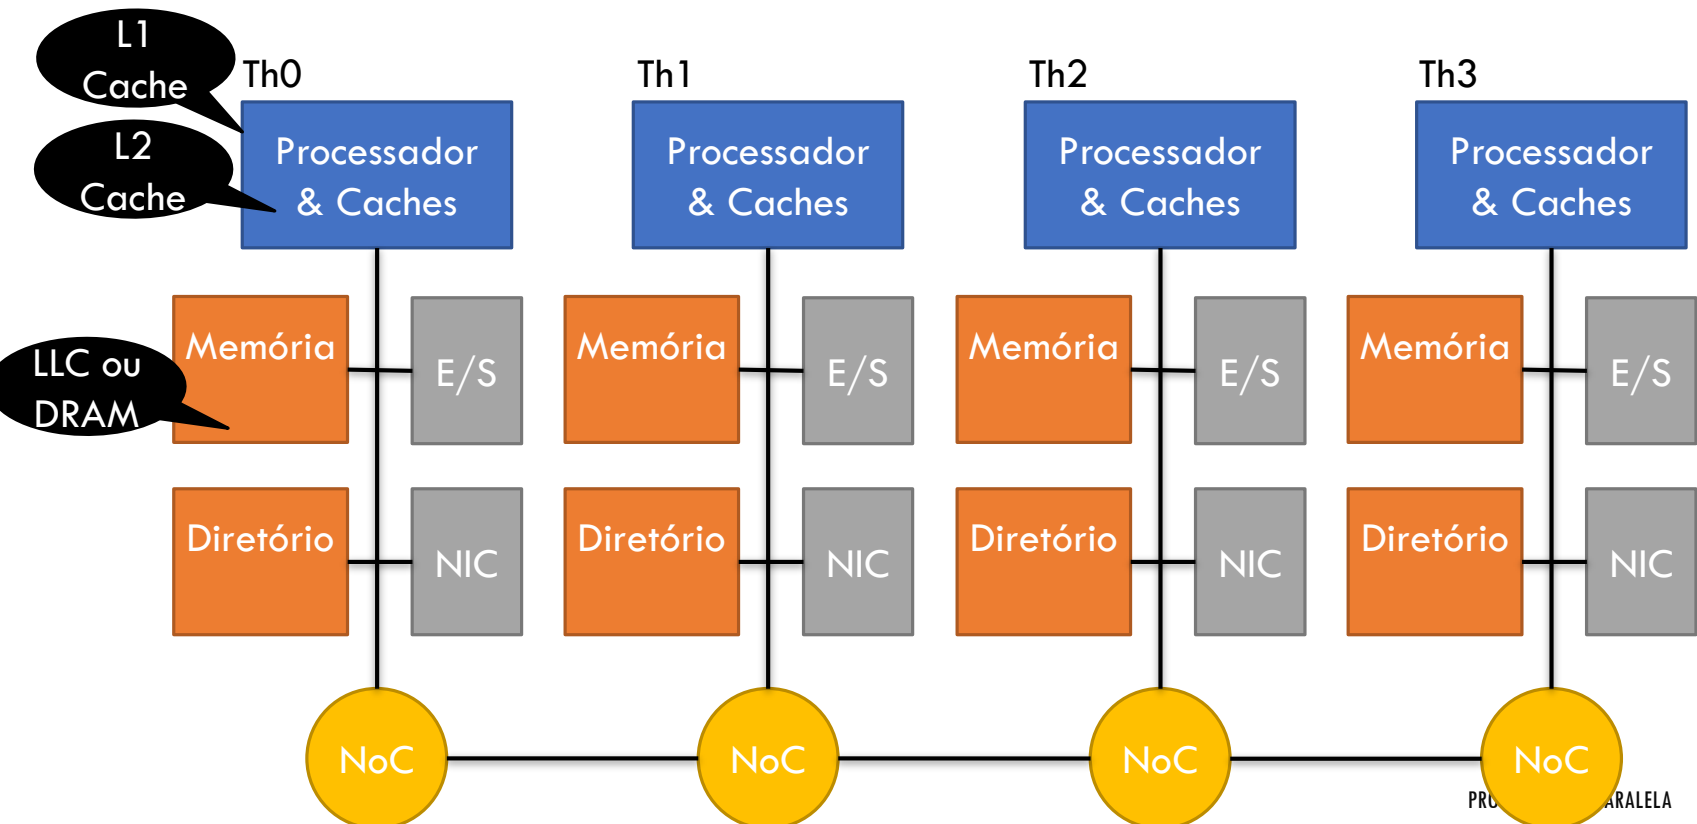 L1
Cache
Th0
Th1
Th2
Th3
L2
Cache
Processador
& Caches
Processador
& Caches
Processador
& Caches
Processador
& Caches
LLC ou
DRAM
Memória
E/S
Memória
E/S
Memória
E/S
Memória
E/S
Diretório
NIC
Diretório
NIC
Diretório
NIC
Diretório
NIC
NoC
NoC
NoC
NoC